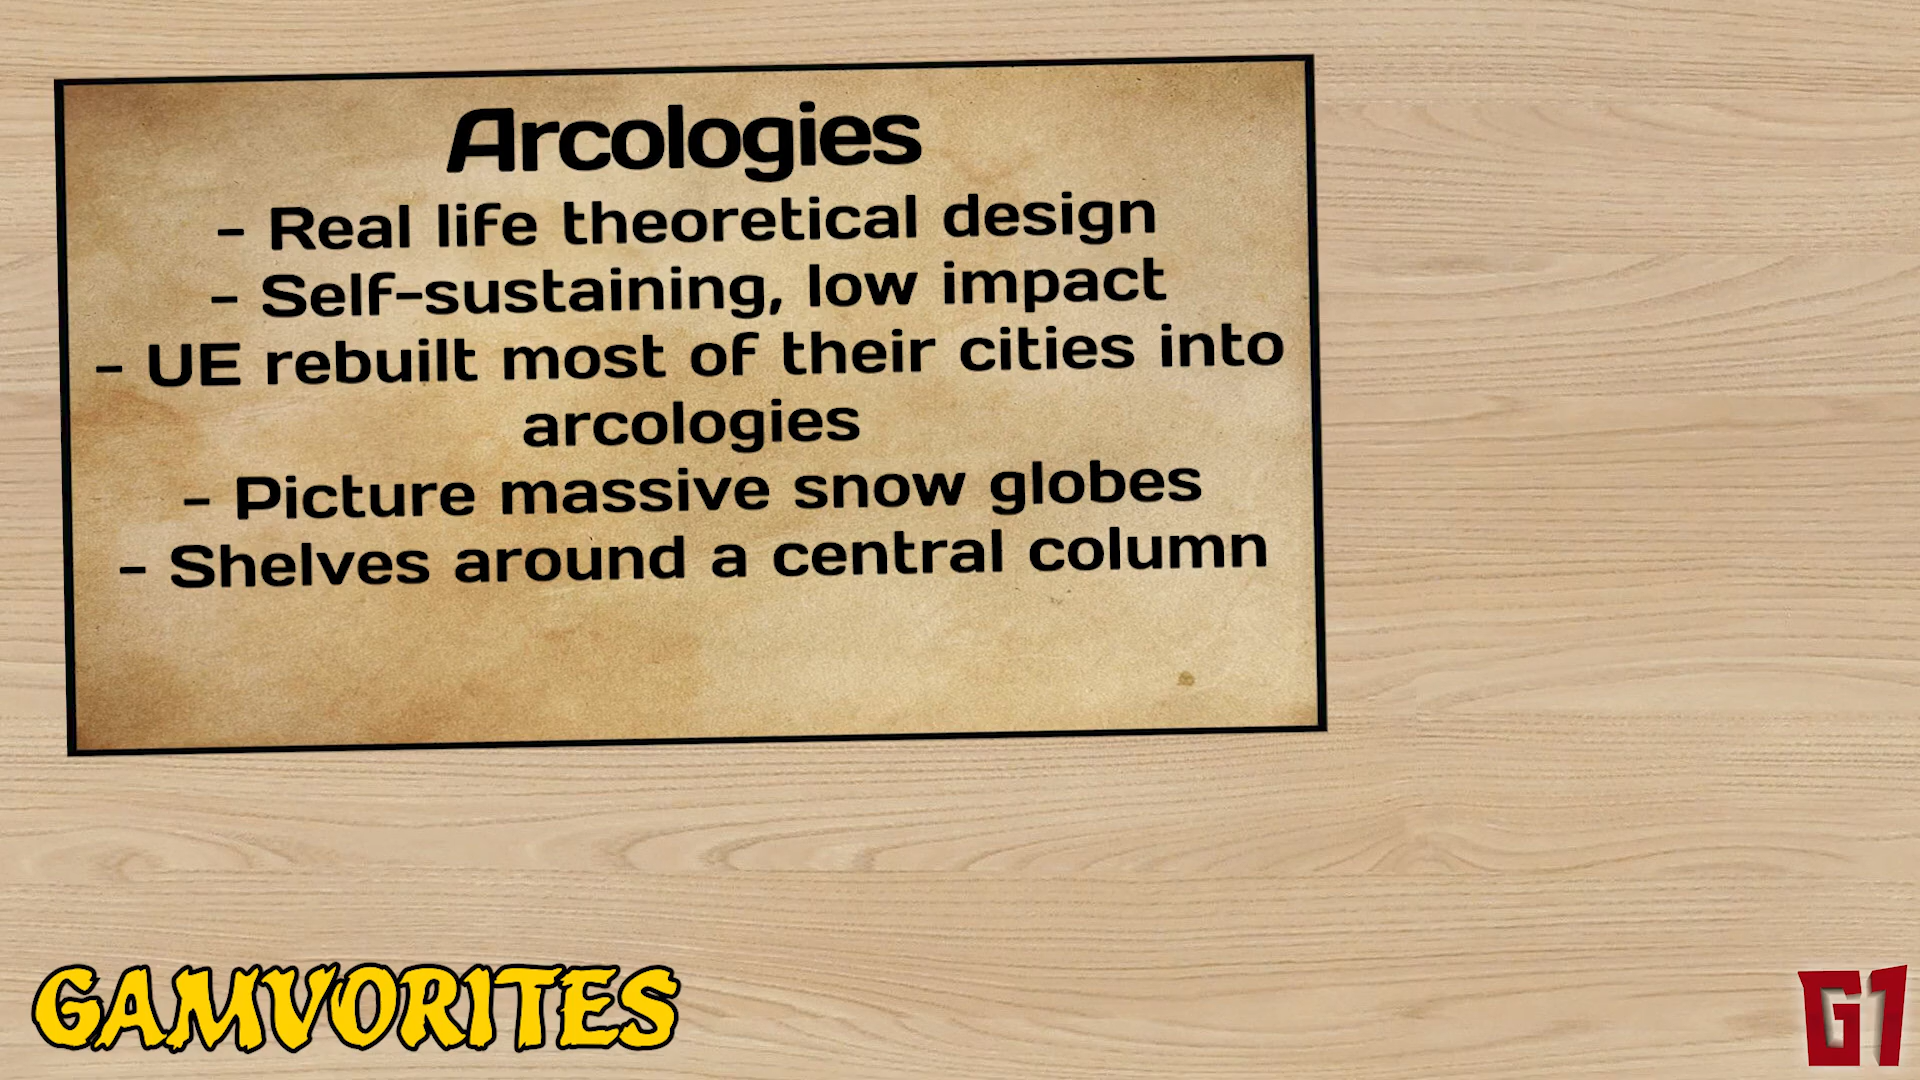 Arcologies
- Real life theoretical design
- Self-sustaining, low impact
- UE rebuilt most of their cities into
arcologies
- Picture massive snow globes
- Shelves around a central column
GAMVORITES
G1